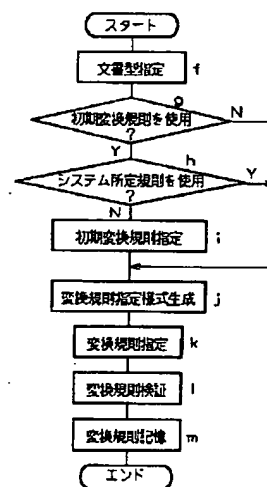 スタート
文書型指定 f
g
初期変換規則を使用 N
?
Y h
システム所定規則を使用 Y
?
N
初期変換規則指定 i
変換規則指定様式生成 j
変換規則指定 k
変換規則検証 l
変換規則記憶 m
エンド